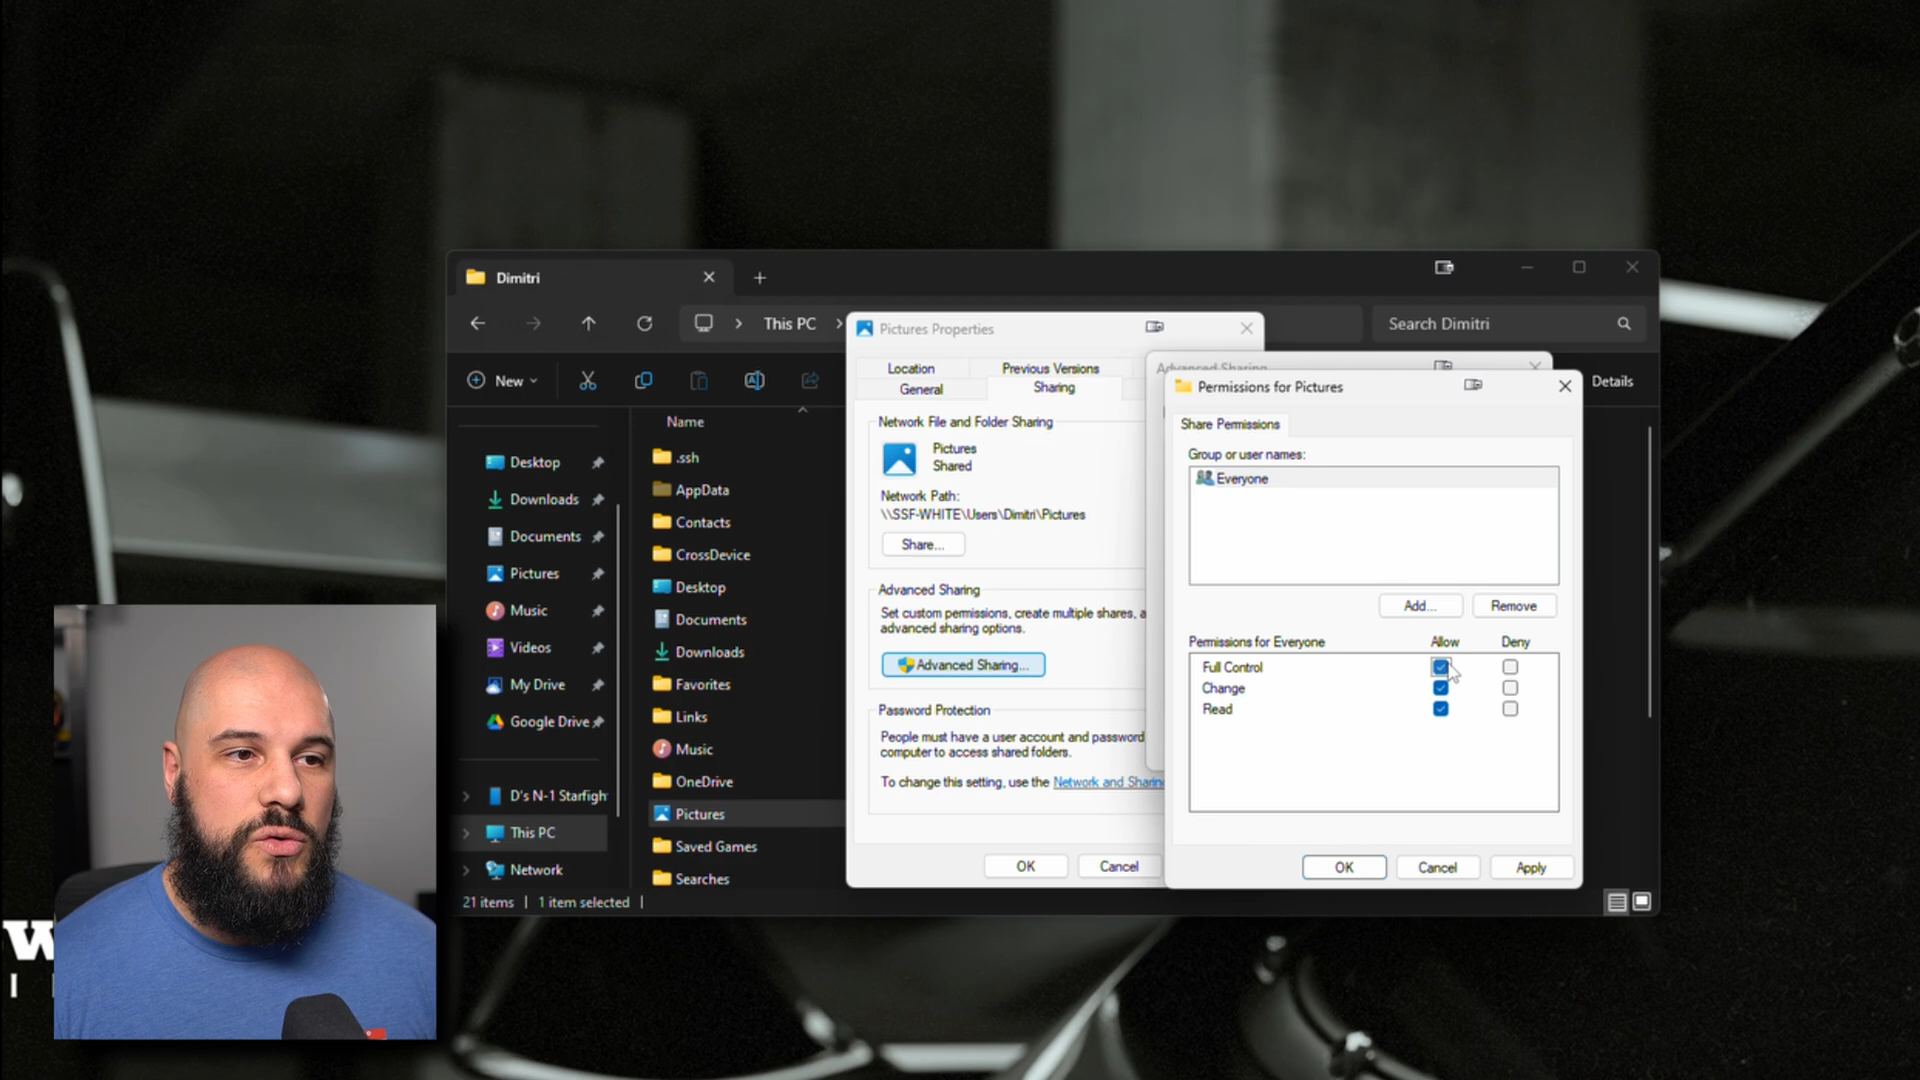 Dimitri
This PC
Search Dimitri
New
Details
Desktop
Downloads
Documents
Pictures
Music
Videos
My Drive
Google Drive
D's N-1 Starfigh
This PC
Network
21 items
1 item selected
Name
.ssh
AppData
Contacts
CrossDevice
Desktop
Documents
Downloads
Favorites
Links
Music
OneDrive
Pictures
Saved Games
Searches
Pictures Properties
Location
Previous Versions
General
Sharing
Network File and Folder Sharing
Pictures
Shared
Network Path:
\\SSF-WHITE\Users\Dimitri\Pictures
Share...
Advanced Sharing
Set custom permissions, create multiple shares, a
advanced sharing options.
Advanced Sharing...
Password Protection
People must have a user account and password
computer to access shared folders.
To change this setting, use the Network and Sharin
OK
Cancel
Advanced Sharing
Permissions for Pictures
Share Permissions
Group or user names:
Everyone
Add...
Remove
Permissions for Everyone
Allow
Deny
Full Control
Change
Read
OK
Cancel
Apply
W